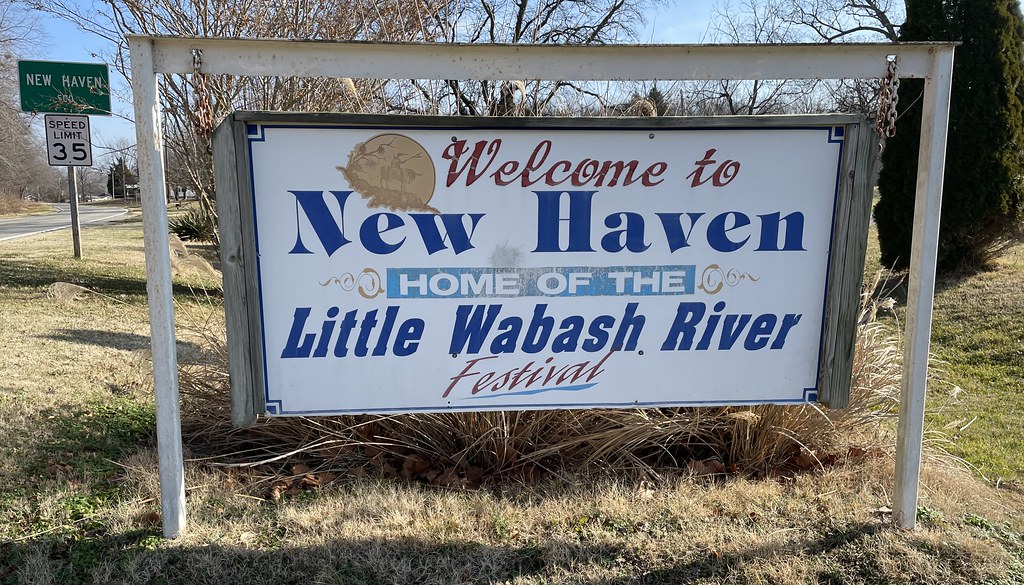 NEW HAVEN
SPEED
LIMIT
35
Welcome to
New Haven
HOME OF THE
Little Wabash River
Festival